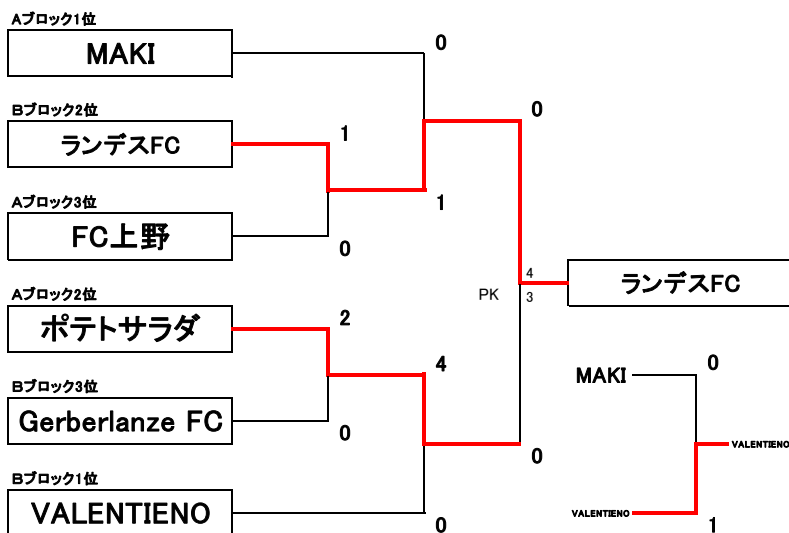 Aブロック1位
MAKI
0
Bブロック2位
ランデスFC
1
0
Aブロック3位
FC上野
0
1
Aブロック2位
ポテトサラダ
2
4
PK
4
3
ランデスFC
Bブロック3位
Gerberlanze FC
0
0
Bブロック1位
VALENTIENO
0
MAKI
0
VALENTIENO
VALENTIENO
1